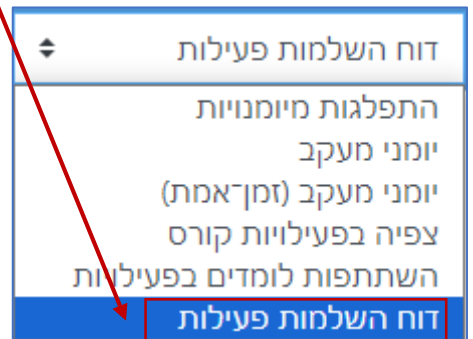 דוח השלמות פעילות
התפלגות מיומנויות
יומני מעקב
יומני מעקב (זמן־אמת)
צפיה בפעילויות קורס
השתתפות לומדים בפעילויות
דוח השלמות פעילות